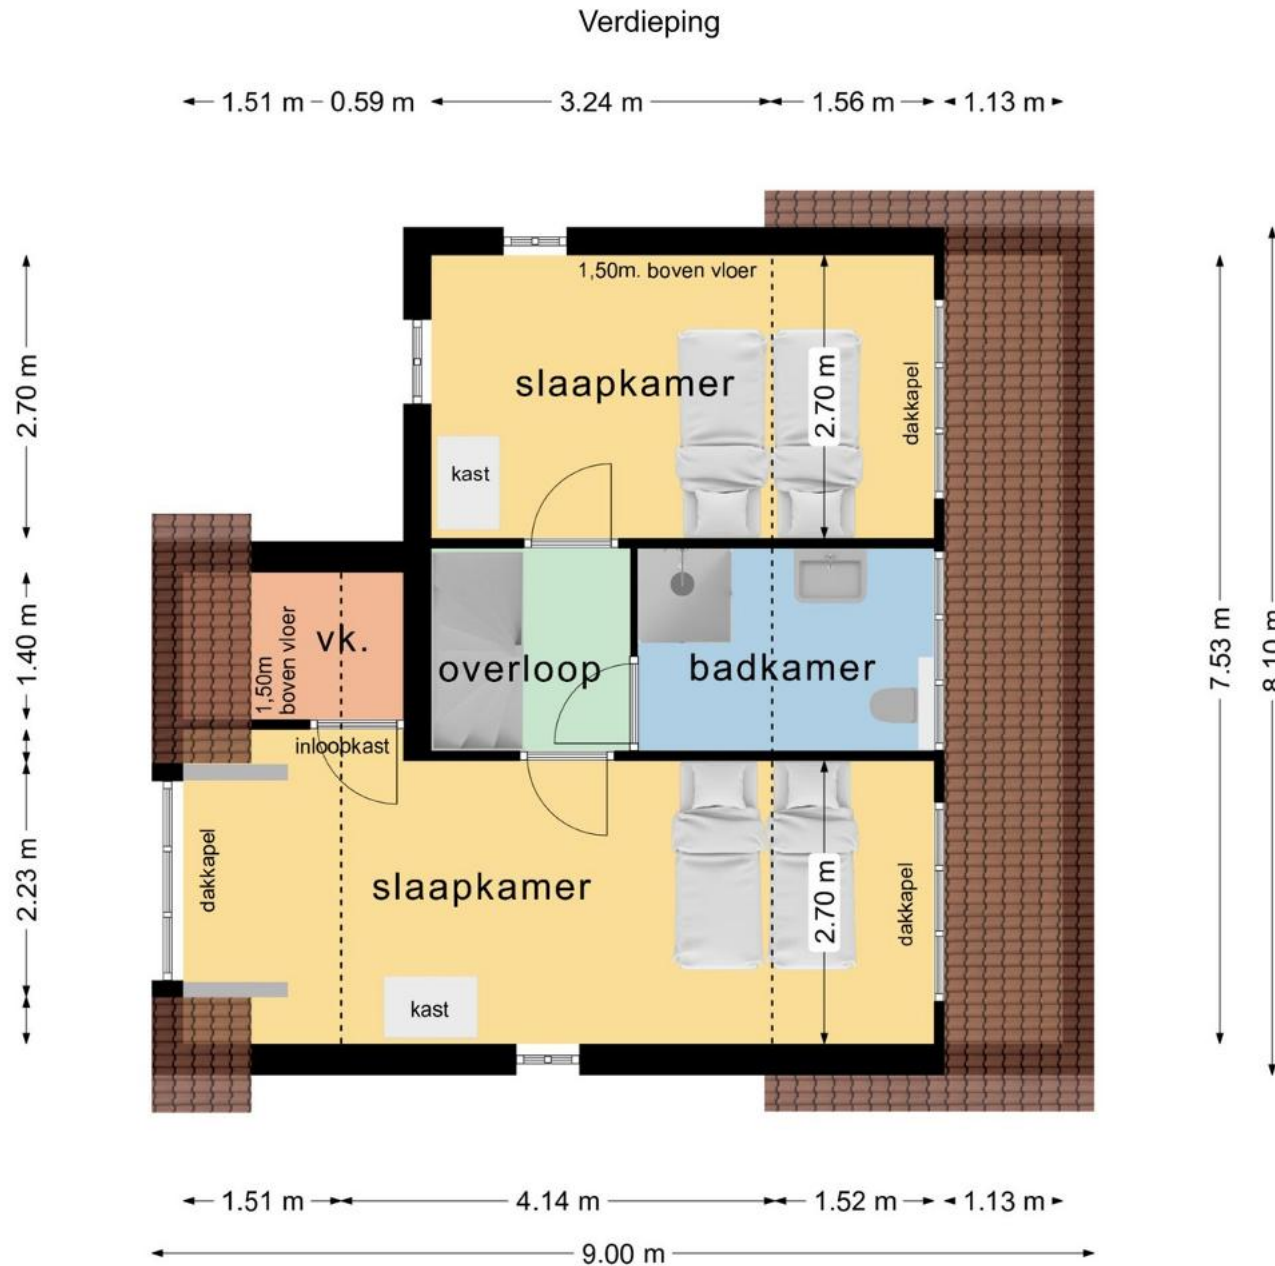 Verdieping
1.51 m 0.59 m 3.24 m 1.56 m 1.13 m
1,50m. boven vloer
slaapkamer
2.70 m
dakkapel
2.70 m
kast
1.40 m
1,50m
boven vloer
vk.
overloop
badkamer
7.53 m
8.10 m
inloopkast
2.23 m
dakkapel
slaapkamer
2.70 m
dakkapel
kast
1.51 m 4.14 m 1.52 m 1.13 m
9.00 m